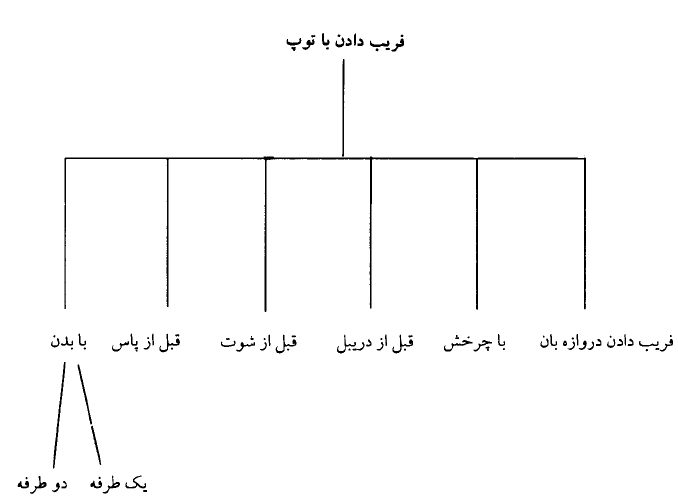 فریب دادن با توپ
فریب دادن دروازه بان
با چرخش
قبل از دریبل
قبل از شوت
قبل از پاس
با بدن
یک طرفه
دو طرفه